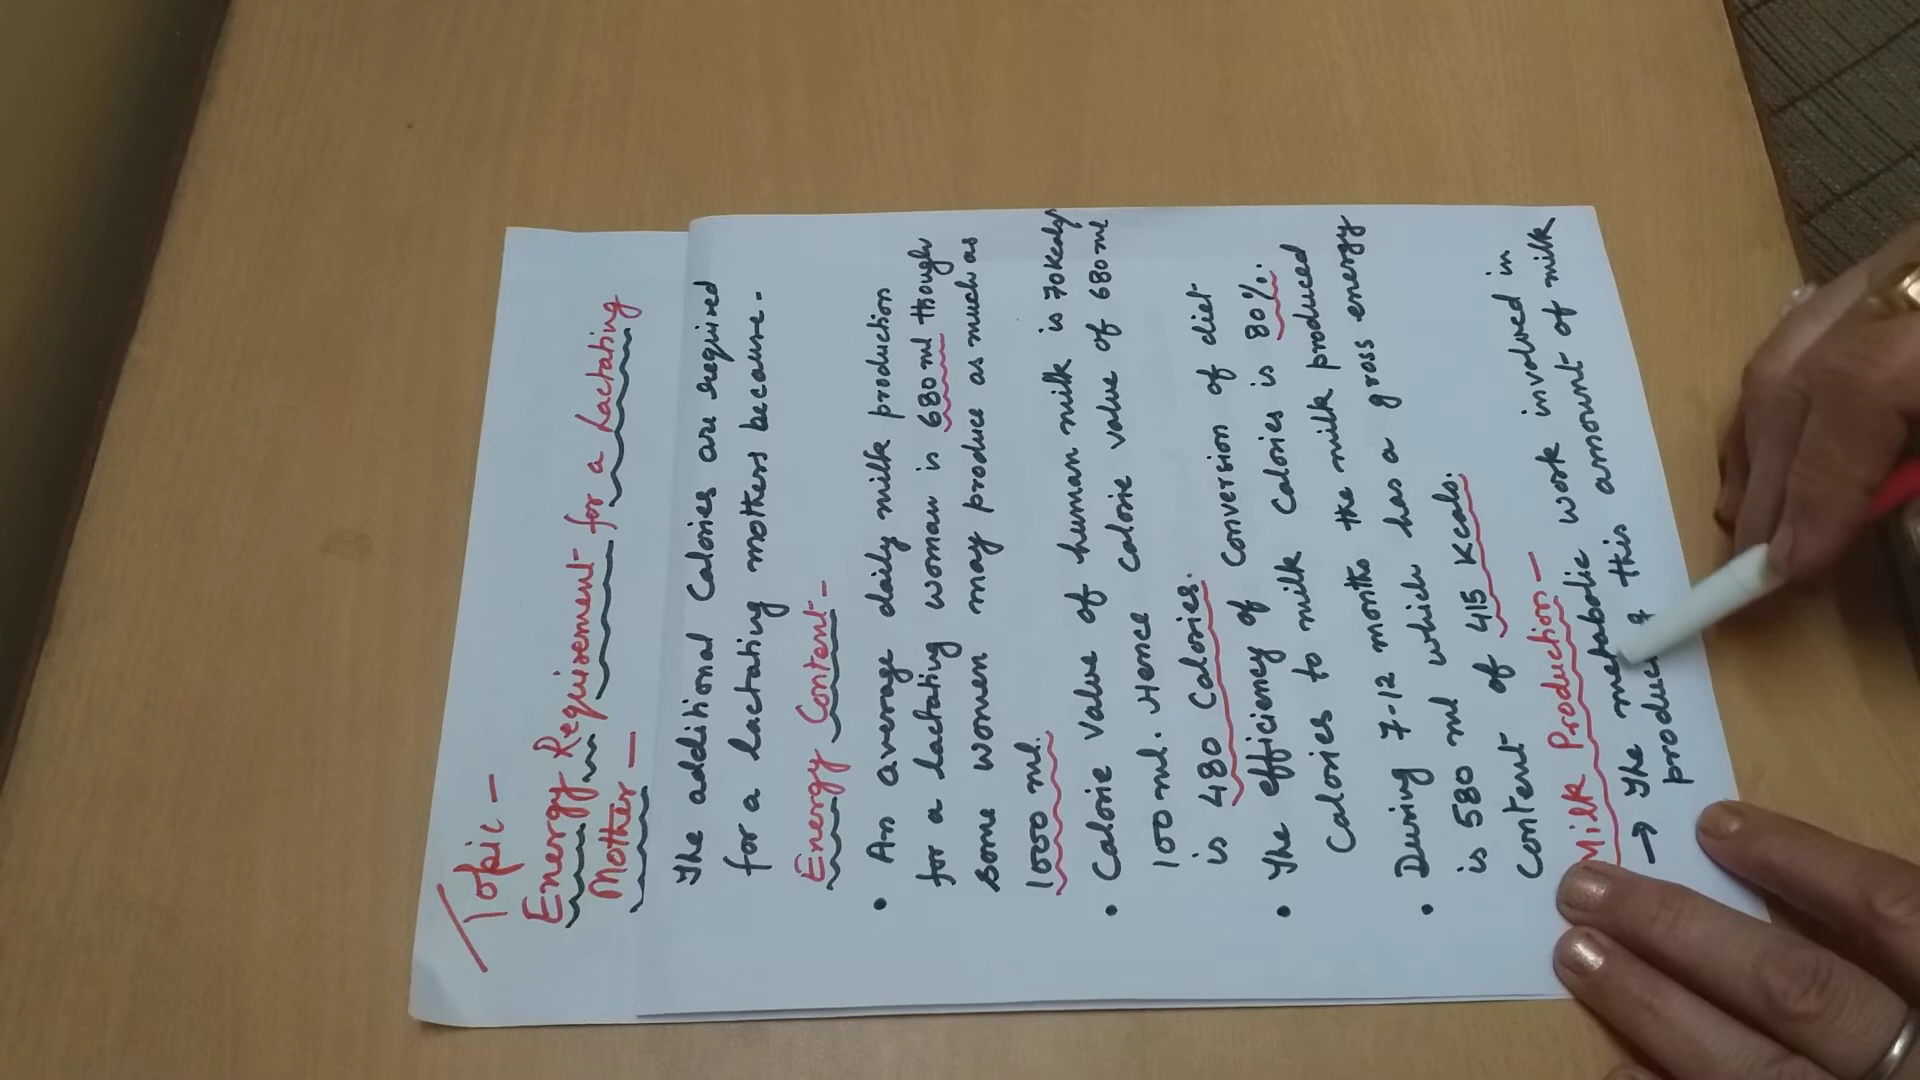 Topic -
Energy Requirement for a Lactating
Mother -
The additional Calories are required
for a Lactating mothers because.
Energy Content -
• An average daily milk production
for a Lactating woman is 680 ml though
some women may produce as much as
1000 ml.
• Calorie value of human milk is 70 Kcals
100 ml. Hence calorie value of 680 ml
is 480 Calories.
• The efficiency of conversion of diet
Calories to milk calories is 80%.
• During 7-12 months the milk produced
is 580 ml which has a gross energy
content of 415 Kcals.
Milk Production -
→ The metabolic work involved in
this amount of milk